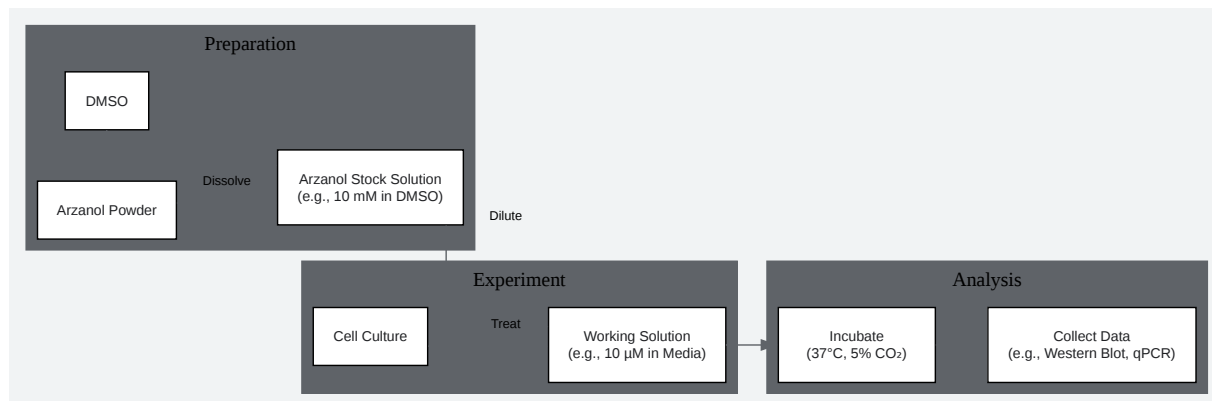 Preparation
DMSO
Dissolve
Arzanol Powder
Arzanol Stock Solution
(e.g., 10 mM in DMSO)
Dilute
Experiment
Cell Culture
Treat
Working Solution
(e.g., 10 µM in Media)
Analysis
Incubate
(37°C, 5% CO₂)
Collect Data
(e.g., Western Blot, qPCR)